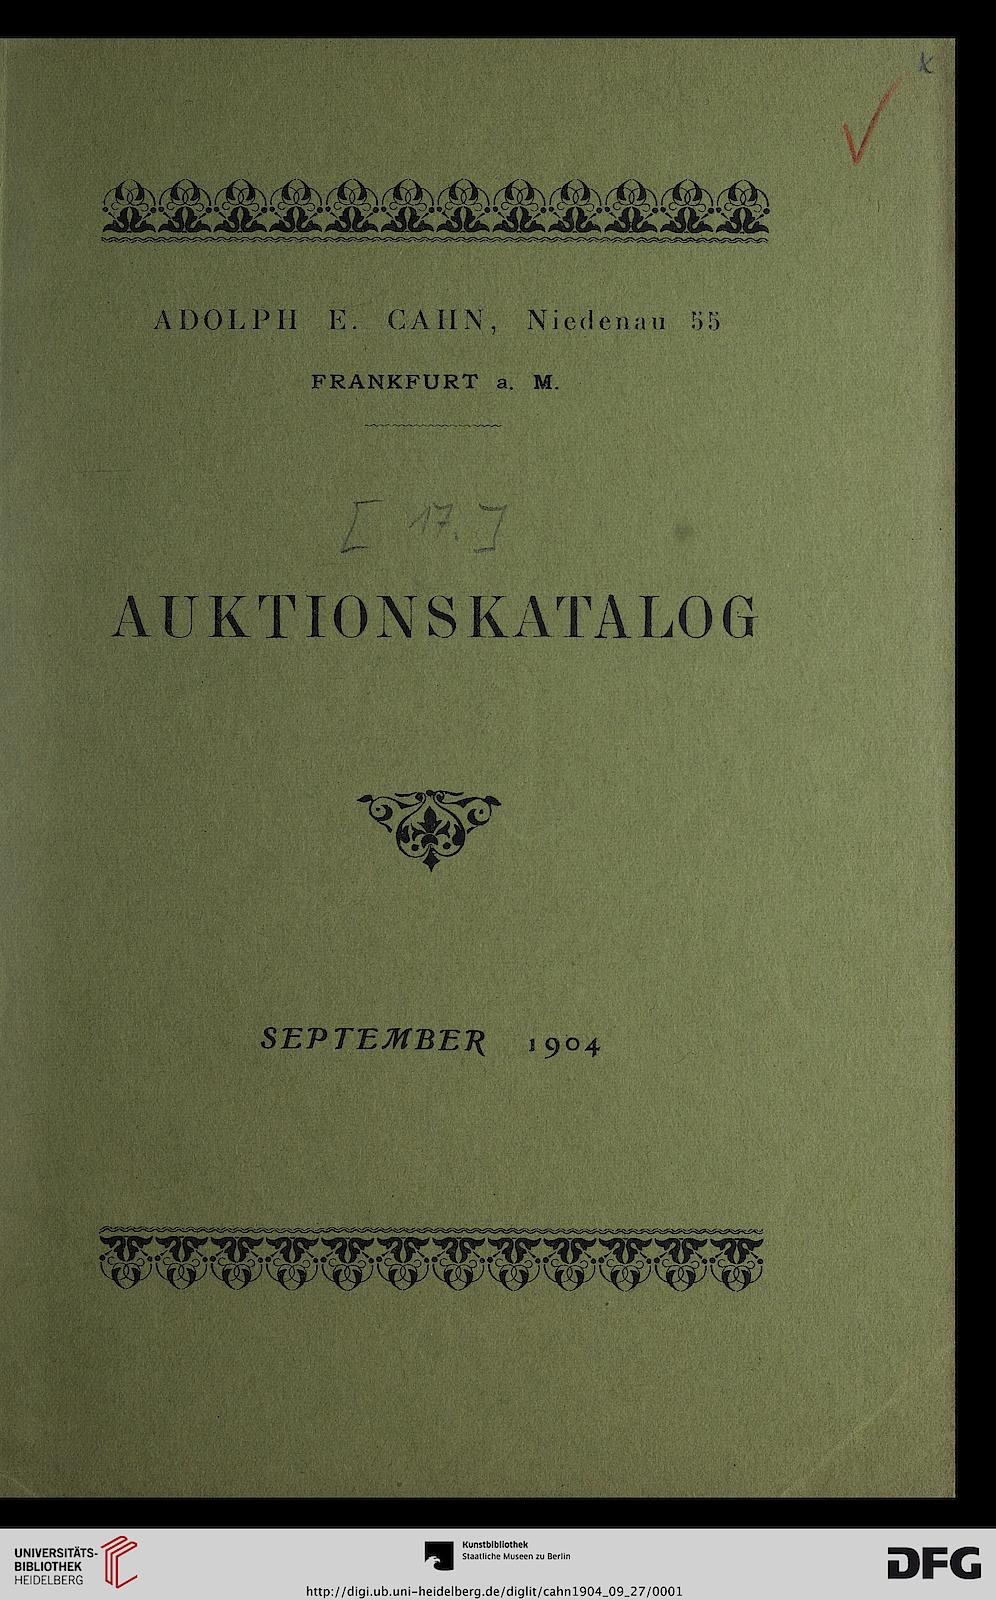 x
ADOLPH E. CAHN, Niedenau 55
FRANKFURT a. M.
[17.]
AUKTIONSKATALOG
SEPTEMBER 1904
UNIVERSITÄTS-
BIBLIOTHEK
HEIDELBERG
Kunstbibliothek
Staatliche Museen zu Berlin
http://digi.ub.uni-heidelberg.de/diglit/cahn1904_09_27/0001
DFG